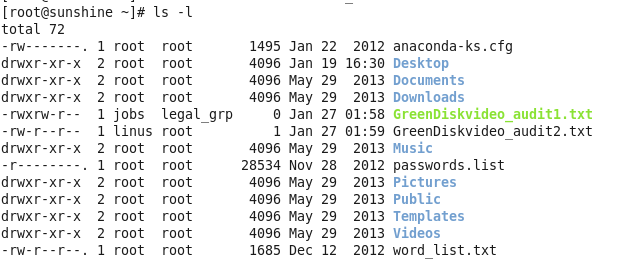 [root@sunshine ~]# ls -l
total 72
-rw-------. 1 root  root       1495 Jan 22  2012 anaconda-ks.cfg
drwxr-xr-x  2 root  root       4096 Jan 19 16:30 Desktop
drwxr-xr-x  2 root  root       4096 May 29  2013 Documents
drwxr-xr-x  2 root  root       4096 May 29  2013 Downloads
-rwxrw-r--  1 jobs  legal_grp     0 Jan 27 01:58 GreenDiskvideo_audit1.txt
-rw-r--r--  1 linus root          1 Jan 27 01:59 GreenDiskvideo_audit2.txt
drwxr-xr-x  2 root  root       4096 May 29  2013 Music
-r--------. 1 root  root      28534 Nov 28  2012 passwords.list
drwxr-xr-x  2 root  root       4096 May 29  2013 Pictures
drwxr-xr-x  2 root  root       4096 May 29  2013 Public
drwxr-xr-x  2 root  root       4096 May 29  2013 Templates
drwxr-xr-x  2 root  root       4096 May 29  2013 Videos
-rw-r--r--. 1 root  root       1685 Dec 12  2012 word_list.txt